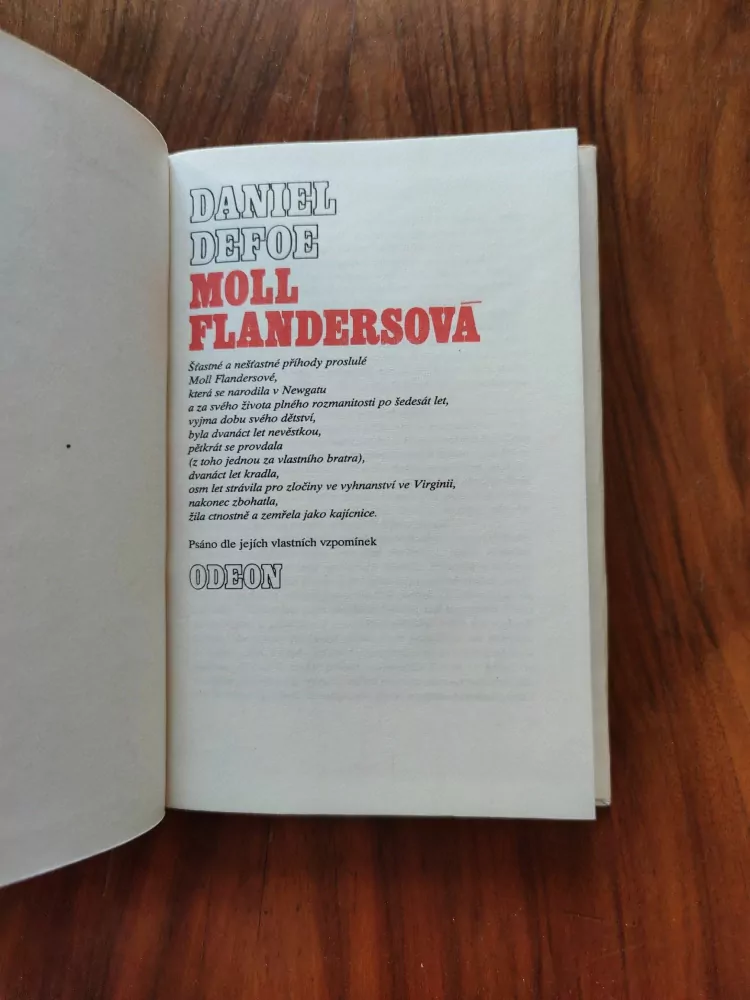 DANIEL
DEFOE
MOLL
FLANDERSOVÁ
Šťastné a nešťastné příhody proslulé
Moll Flandersové,
která se narodila v Newgatu
a za svého života plného rozmanitosti po šedesát let,
vyjma dobu svého dětství,
byla dvanáct let nevěstkou,
pětkrát se provdala
(z toho jednou za vlastního bratra),
dvanáct let kradla,
osm let strávila pro zločiny ve vyhnanství ve Virginii,
nakonec zbohatla,
žila ctnostně a zemřela jako kajícnice.
Psáno dle jejích vlastních vzpomínek
ODEON